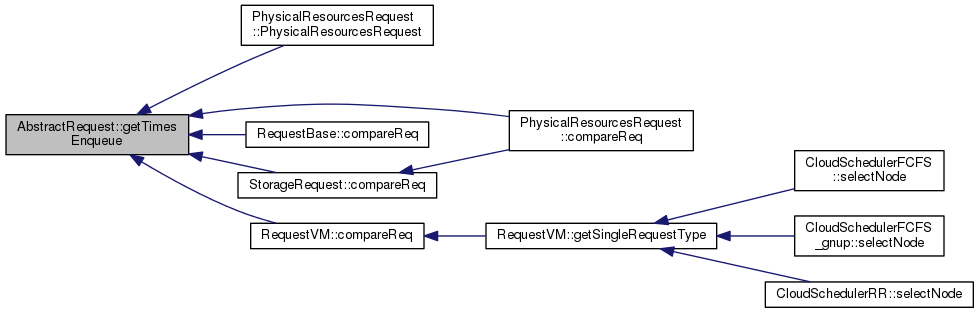 PhysicalResourcesRequest
::PhysicalResourcesRequest
AbstractRequest::getTimes
Enqueue
PhysicalResourcesRequest
::compareReq
RequestBase::compareReq
StorageRequest::compareReq
RequestVM::compareReq
RequestVM::getSingleRequestType
CloudSchedulerFCFS
::selectNode
CloudSchedulerFCFS
_gnup::selectNode
CloudSchedulerRR::selectNode